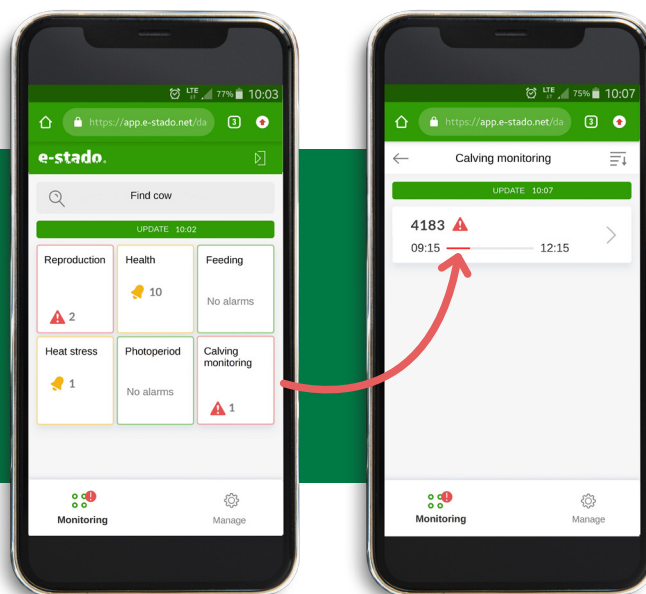 LTE 77% 10:03
https://app.e-stado.net/da 3
e-stado.
Find cow
UPDATE 10:02
Reproduction Health Feeding
10
No alarms
2
Heat stress Photoperiod Calving
monitoring
1
No alarms
1
Monitoring Manage
LTE 75% 10:07
https://app.e-stado.net/da 3
Calving monitoring
UPDATE 10:07
4183
09:15 12:15
Monitoring Manage